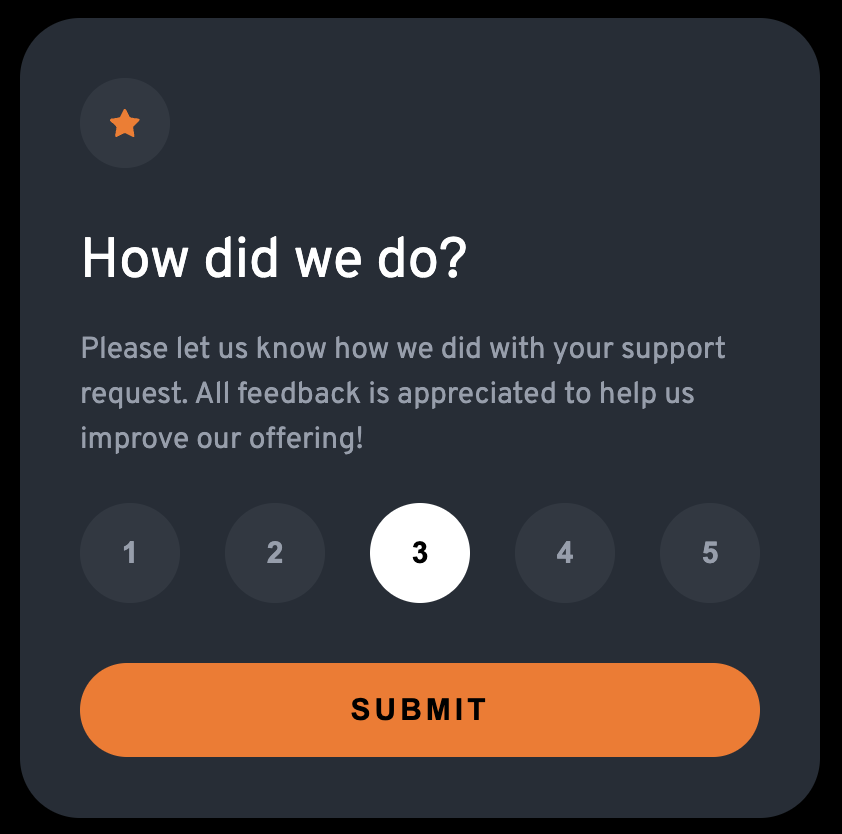 How did we do?
Please let us know how we did with your support
request. All feedback is appreciated to help us
improve our offering!
1 2 3 4 5
SUBMIT